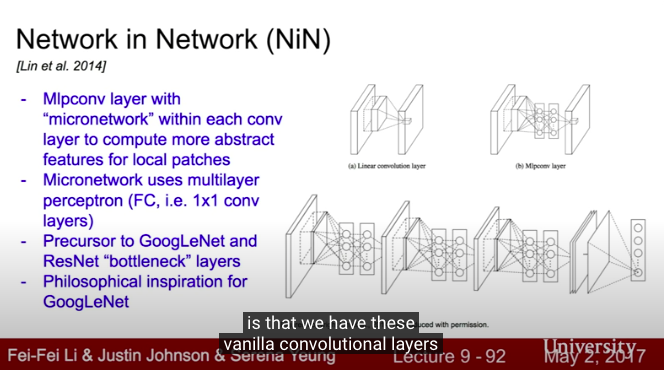 Network in Network (NiN)
[Lin et al. 2014]
- Mlpconv layer with
"micronetwork" within each conv
layer to compute more abstract
features for local patches
- Micronetwork uses multilayer
perceptron (FC, i.e. 1x1 conv
layers)
- Precursor to GoogLeNet and
ResNet "bottleneck" layers
- Philosophical inspiration for
GoogLeNet
(a) Linear convolution layer
(b) Mlpconv layer
with permission.
is that we have these
vanilla convolutional layers
Fei-Fei Li & Justin Johnson & Serena Yeung
Lecture 9 - 92
May 2, 2017
University